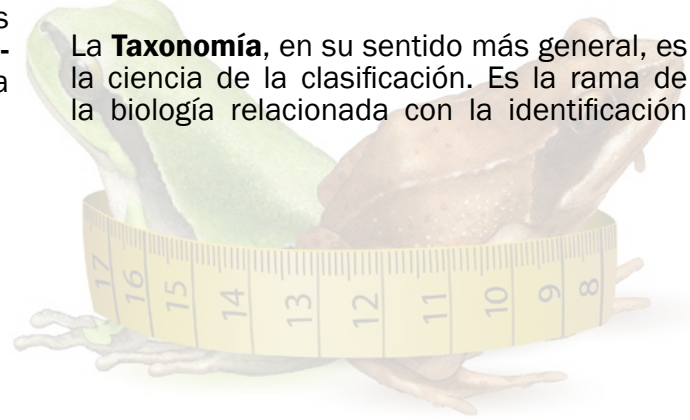 s
-
a
La Taxonomía, en su sentido más general, es
la ciencia de la clasificación. Es la rama de
la biología relacionada con la identificación
17 16 15 14 13 12 11 10 9 8